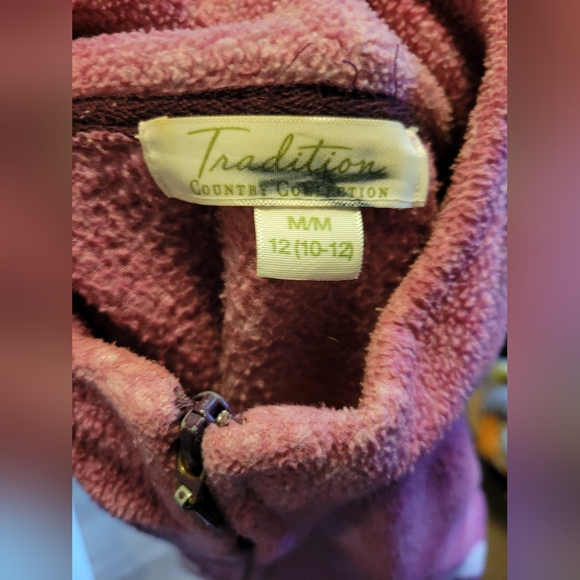 Tradition
COUNTRY COLLECTION
M/M
12 (10-12)